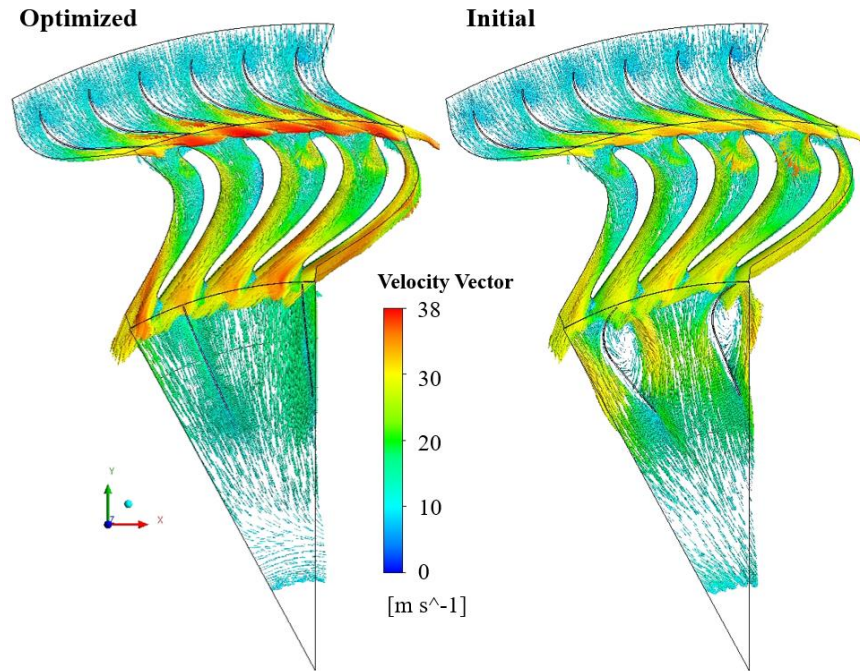 Optimized
Initial
Velocity Vector
38
30
20
10
0
[m s^-1]
Y
X
Z